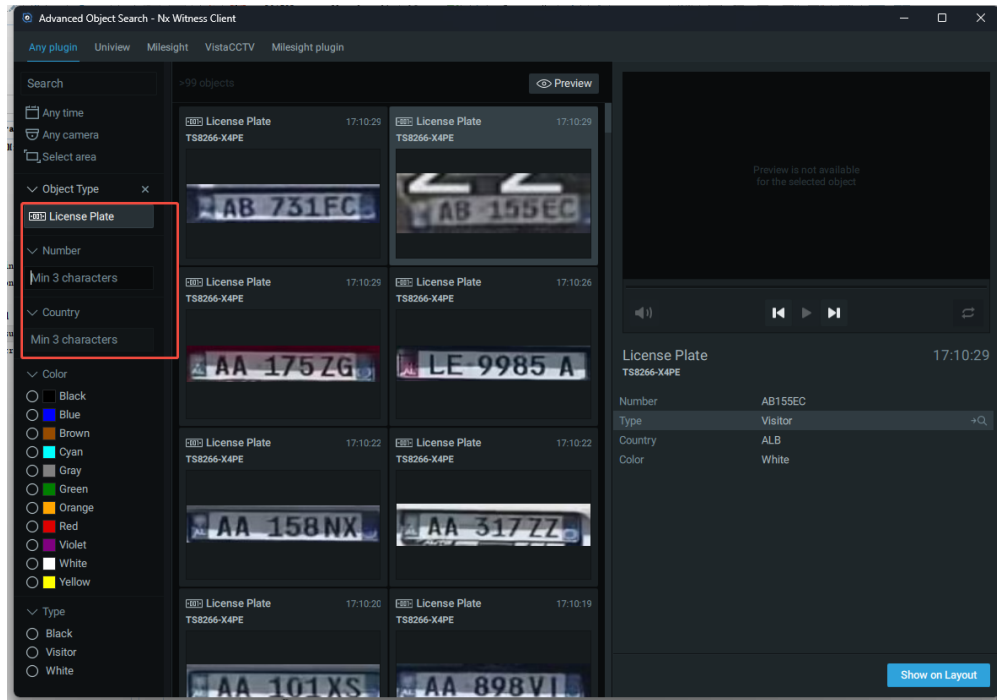 Advanced Object Search - Nx Witness Client
Any plugin Uniview Milesight VistaCCTV Milesight plugin
Search
>99 objects
Preview
Any time
Any camera
Select area
Object Type
License Plate
Number
Min 3 characters
Country
Min 3 characters
Color
Black
Blue
Brown
Cyan
Gray
Green
Orange
Red
Violet
White
Yellow
Type
Black
Visitor
White
License Plate 17:10:29
TS8266-X4PE
AB 731FC
License Plate 17:10:29
TS8266-X4PE
AB 155EC
License Plate 17:10:29
TS8266-X4PE
AA 175ZG
License Plate 17:10:26
TS8266-X4PE
LE-9985 A
License Plate 17:10:22
TS8266-X4PE
AA 158NX
License Plate 17:10:22
TS8266-X4PE
AA 317ZZ
License Plate 17:10:20
TS8266-X4PE
AA 101XS
License Plate 17:10:19
TS8266-X4PE
AA 898VI
Preview is not available
for the selected object
License Plate 17:10:29
TS8266-X4PE
Number AB155EC
Type Visitor
Country ALB
Color White
Show on Layout